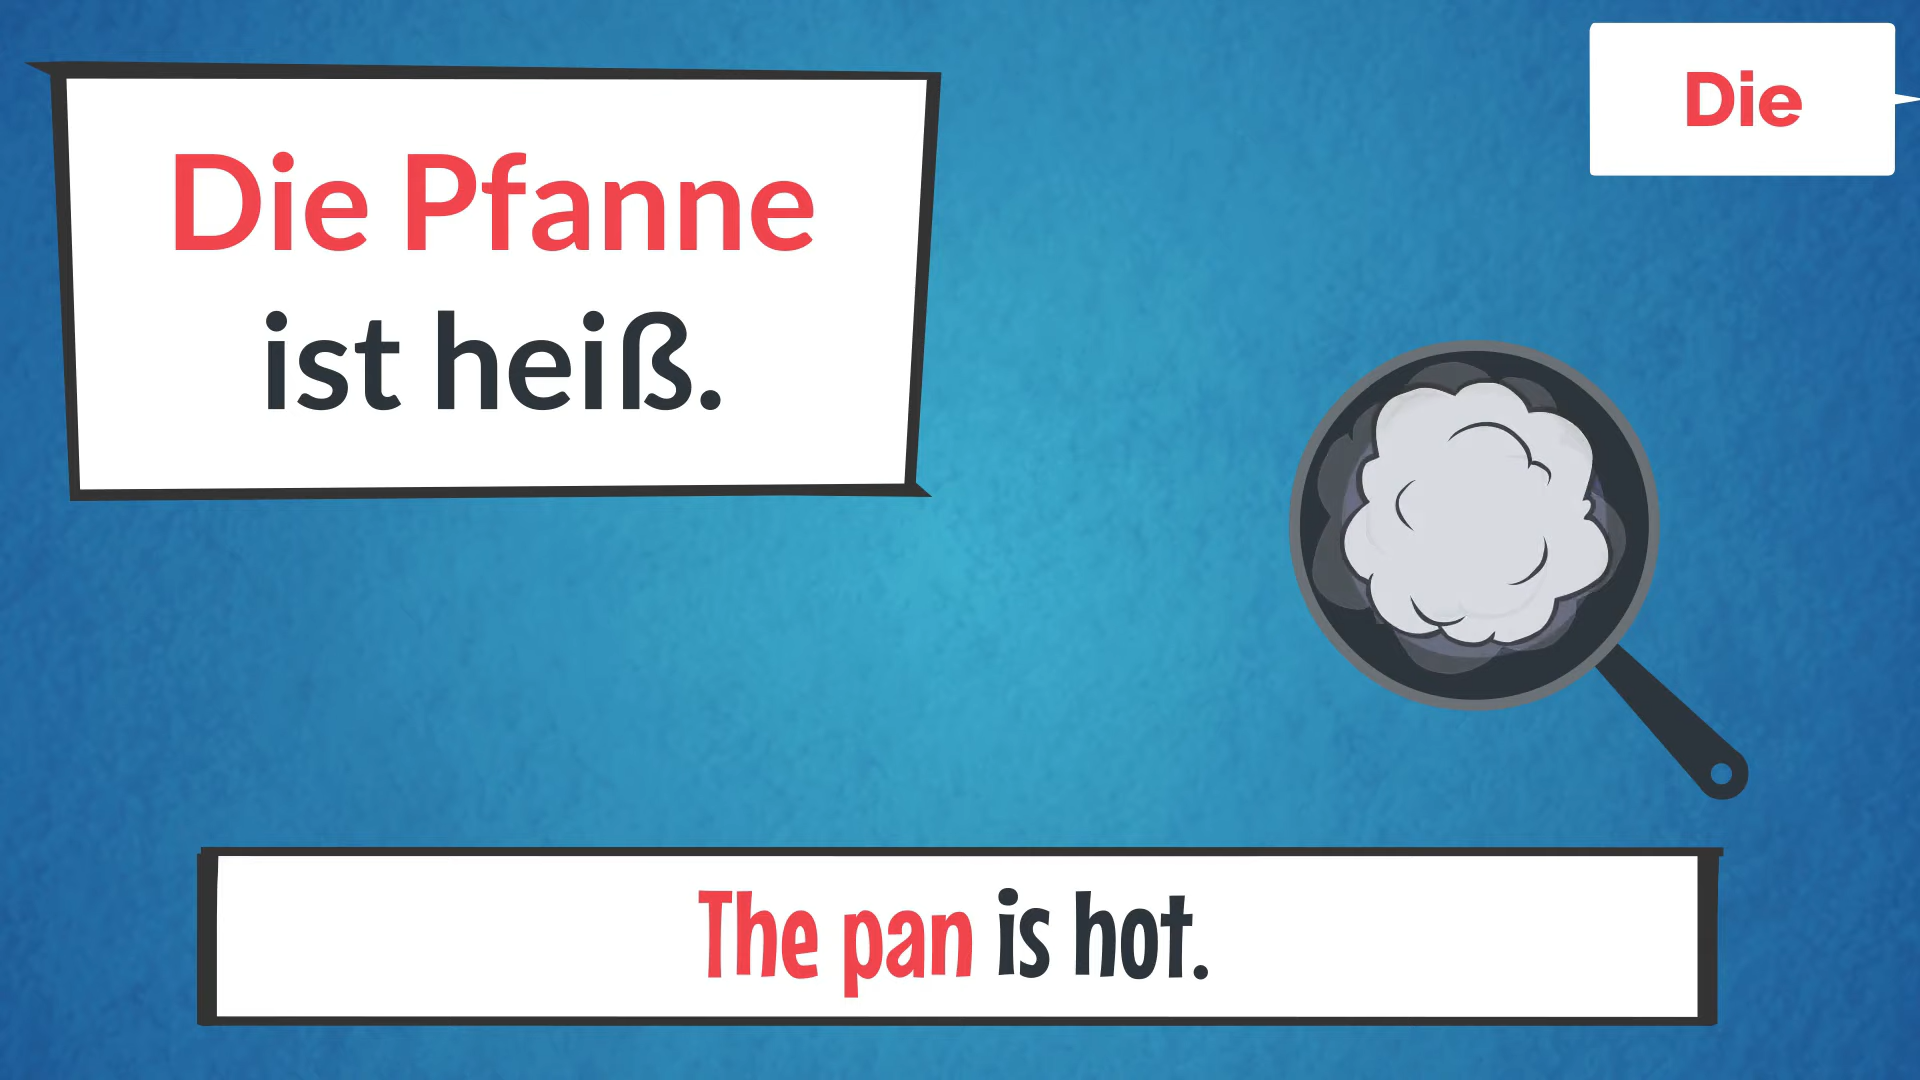 Die
Die Pfanne
ist heiß.
The pan is hot.